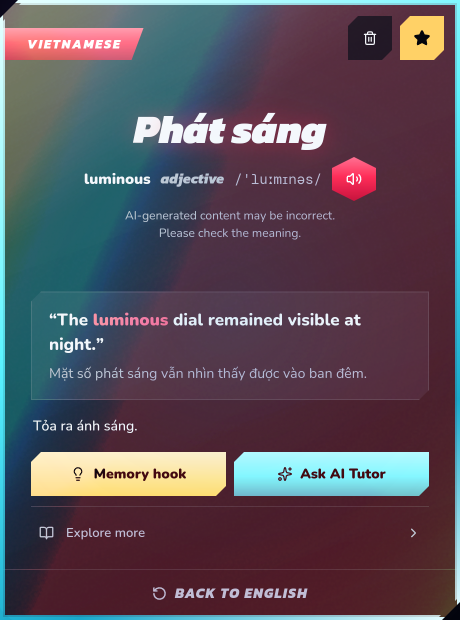 VIETNAMESE
Phát sáng
luminous adjective /ˈluːmɪnəs/
AI-generated content may be incorrect.
Please check the meaning.
“The luminous dial remained visible at
night.”
Mặt số phát sáng vẫn nhìn thấy được vào ban đêm.
Tỏa ra ánh sáng.
Memory hook
Ask AI Tutor
Explore more
BACK TO ENGLISH